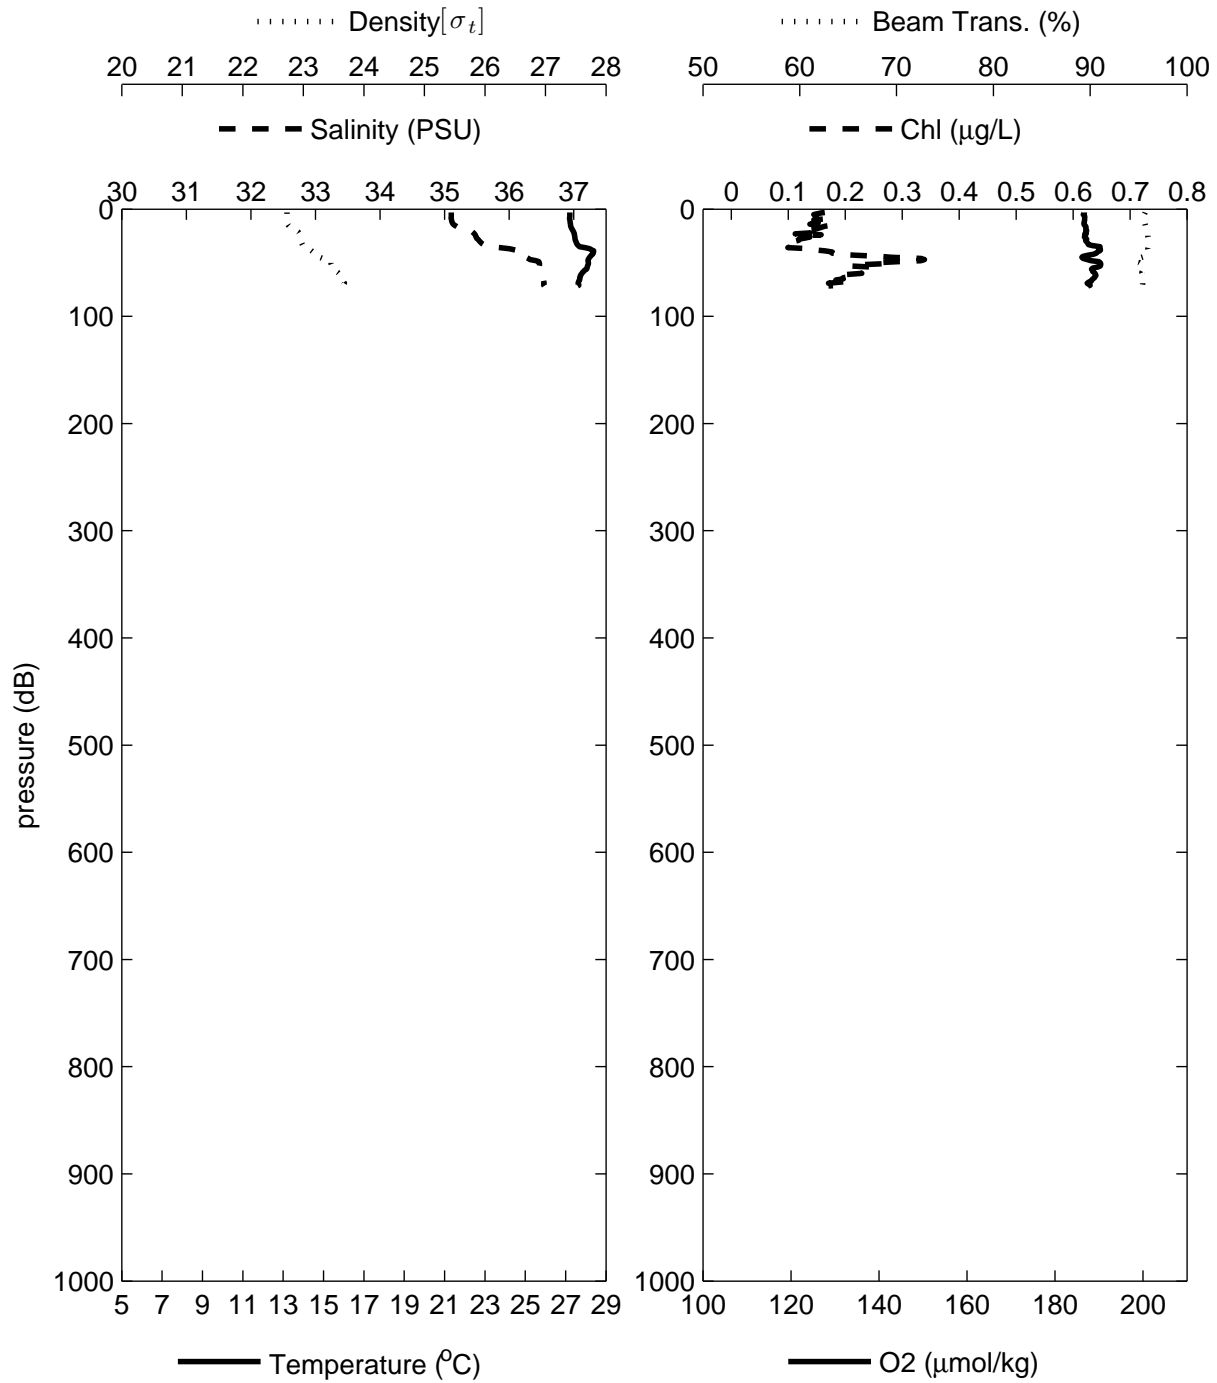 Density[σt]
20 21 22 23 24 25 26 27 28
Salinity (PSU)
30 31 32 33 34 35 36 37
Beam Trans. (%)
50 60 70 80 90 100
Chl (μg/L)
0 0.1 0.2 0.3 0.4 0.5 0.6 0.7 0.8
pressure (dB)
0
100
200
300
400
500
600
700
800
900
1000
5 7 9 11 13 15 17 19 21 23 25 27 29
Temperature (°C)
0
100
200
300
400
500
600
700
800
900
1000
100 120 140 160 180 200
O2 (μmol/kg)